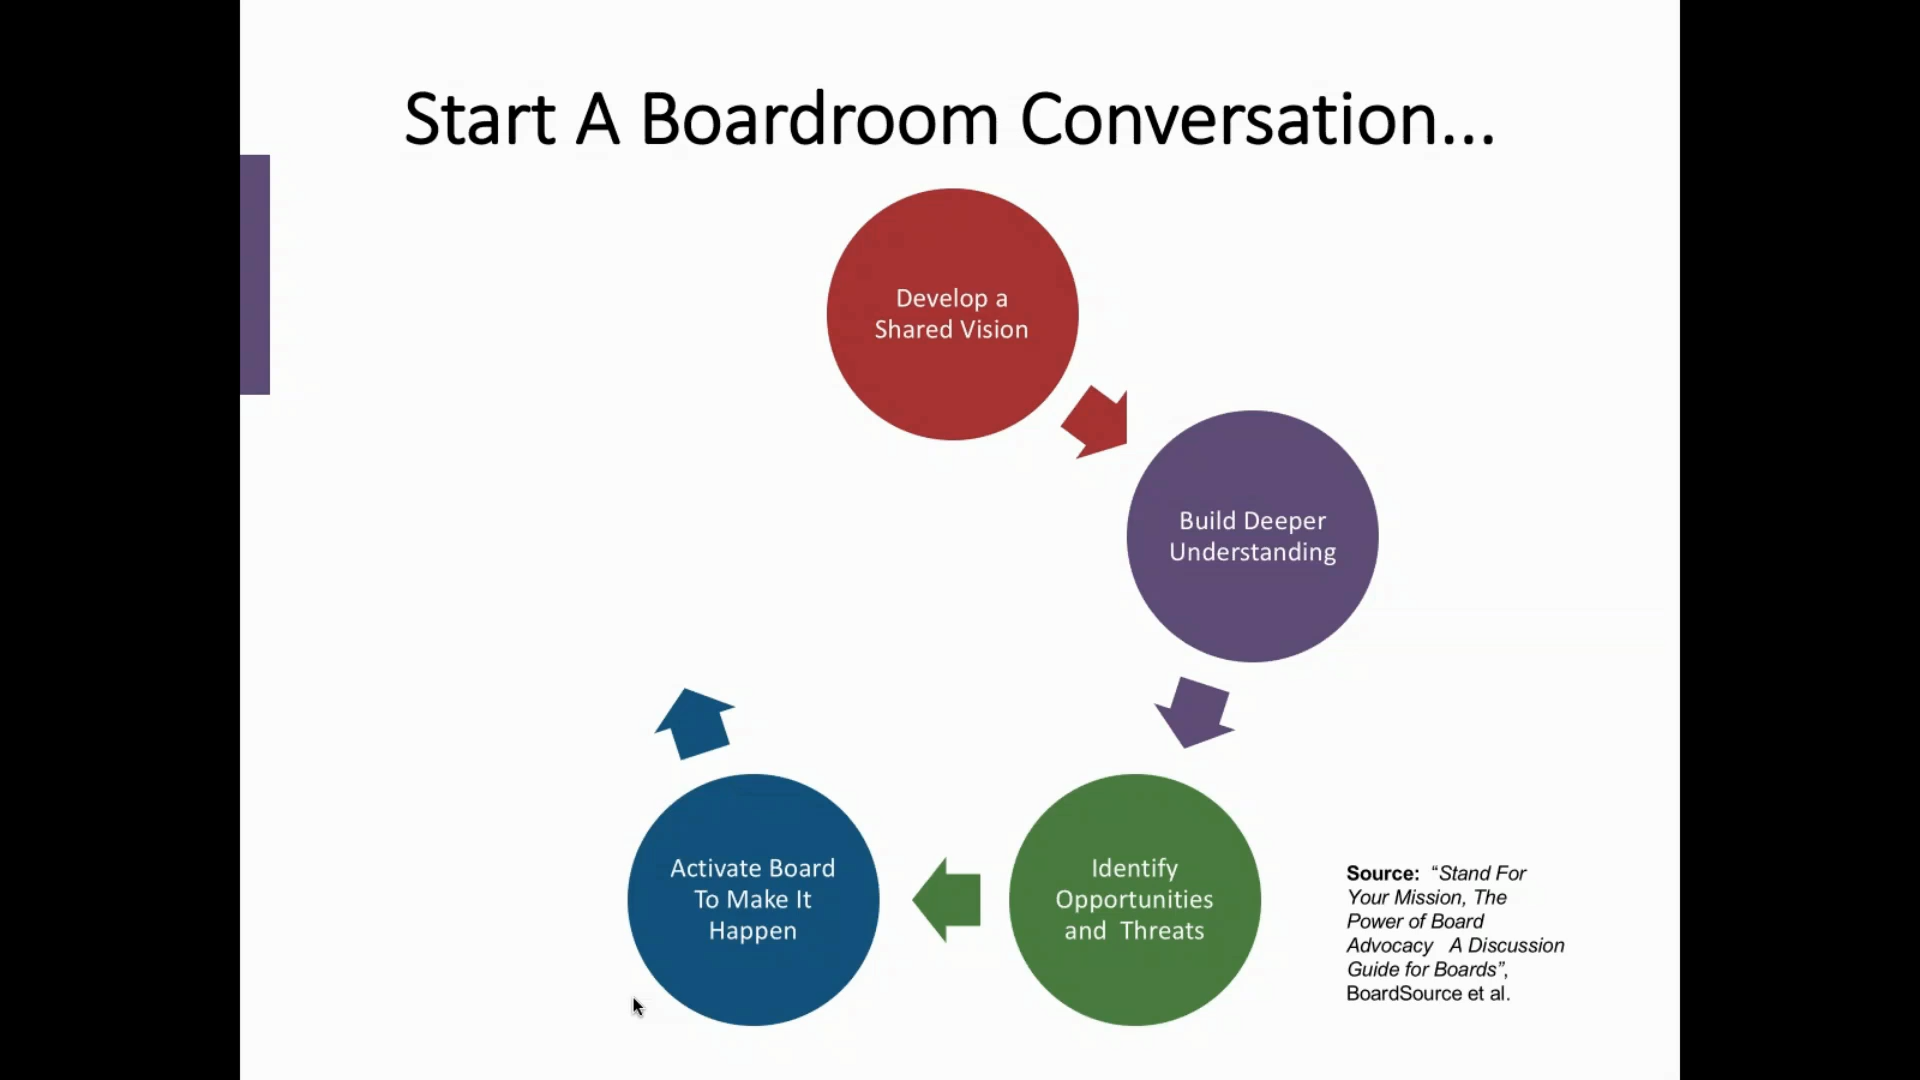 Start A Boardroom Conversation...
Develop a
Shared Vision
Build Deeper
Understanding
Identify
Opportunities
and  Threats
Activate Board
To Make It
Happen
Source:  “Stand For
Your Mission, The
Power of Board
Advocacy   A Discussion
Guide for Boards”,
BoardSource et al.